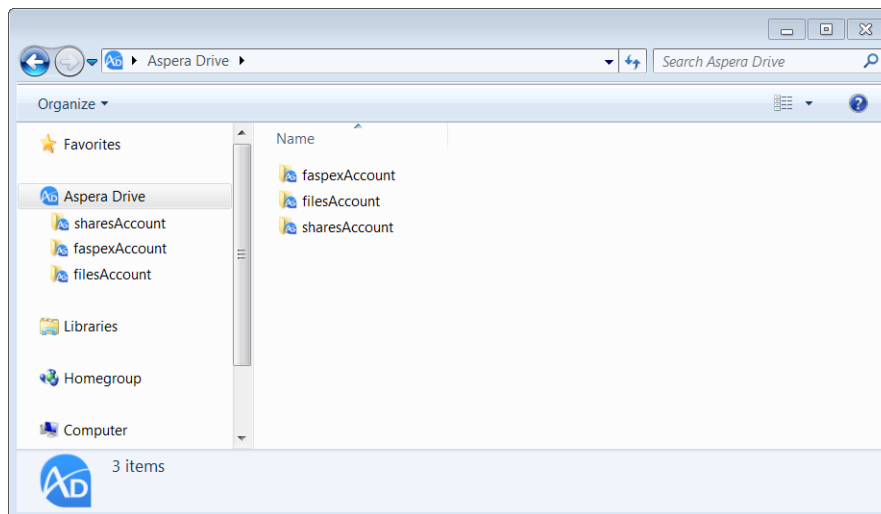 Aspera Drive
Search Aspera Drive
Organize
Favorites
Aspera Drive
sharesAccount
faspexAccount
filesAccount
Libraries
Homegroup
Computer
Name
faspexAccount
filesAccount
sharesAccount
AD
3 items